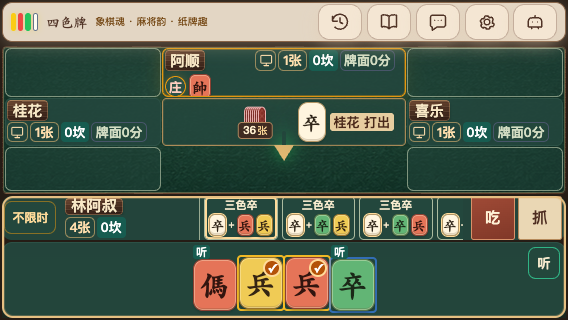 四色牌 象棋魂 · 麻将韵 · 纸牌趣
阿顺 1张 0坎 牌面0分
庄 帥
桂花
1张 0坎 牌面0分
36张
卒 桂花 打出
喜乐
1张 0坎 牌面0分
不限时
林阿叔
4张 0坎
三色卒
卒 + 兵 兵
三色卒
卒 + 卒 兵
三色卒
卒 + 卒 兵
卒
吃
抓
听 听
傌 兵 兵 卒
听